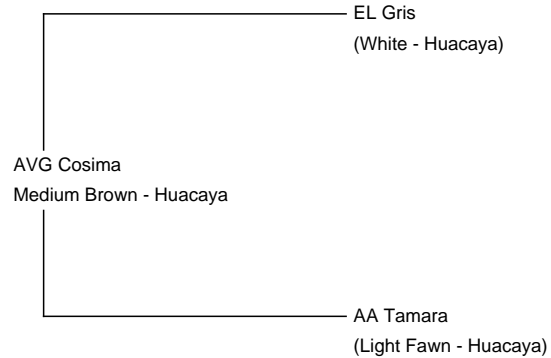 EL Gris
(White - Huacaya)
AVG Cosima
Medium Brown - Huacaya
AA Tamara
(Light Fawn - Huacaya)